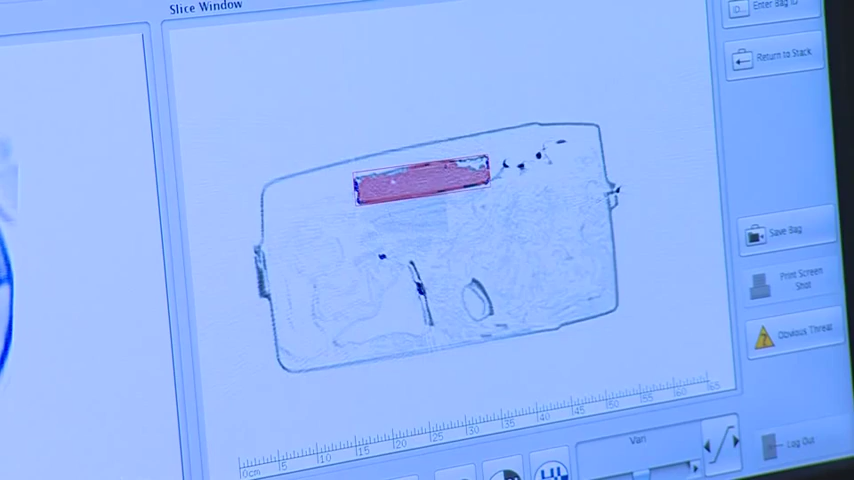 Slice Window
Enter Bag ID
Return to Stack
Save Bag
Print Screen
Shot
Obvious Threat
0cm 5 10 15 20 25 30 35 40 45 50 55 60 65
Vari
Log Out